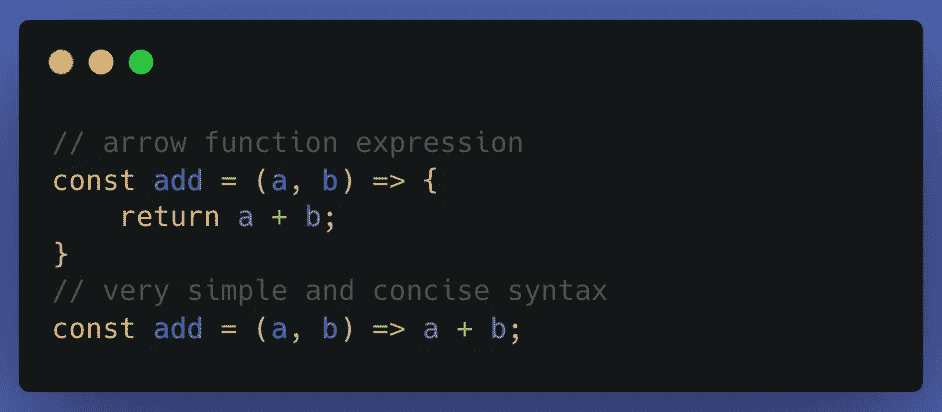 // arrow function expression
const add = (a, b) => {
    return a + b;
}
// very simple and concise syntax
const add = (a, b) => a + b;